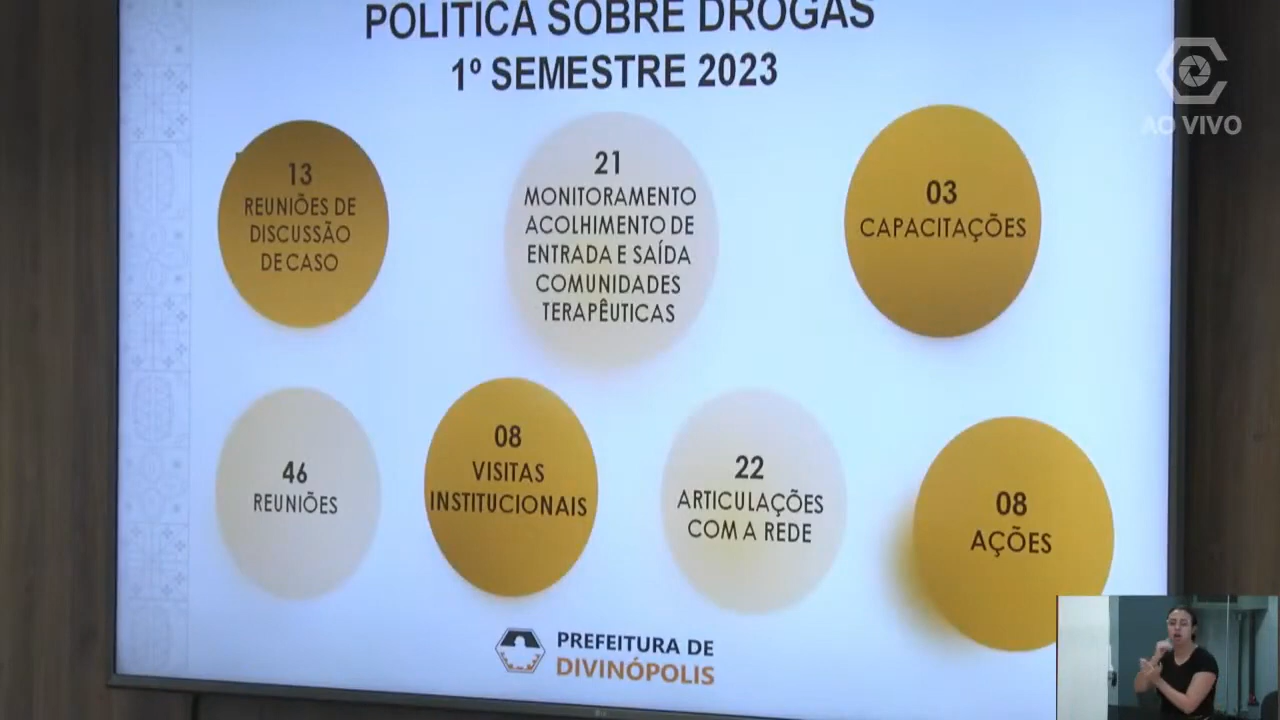 POLÍTICA SOBRE DROGAS
1º SEMESTRE 2023
AO VIVO
13
REUNIÕES DE
DISCUSSÃO
DE CASO
21
MONITORAMENTO
ACOLHIMENTO DE
ENTRADA E SAÍDA
COMUNIDADES
TERAPÊUTICAS
03
CAPACITAÇÕES
46
REUNIÕES
08
VISITAS
INSTITUCIONAIS
22
ARTICULAÇÕES
COM A REDE
08
AÇÕES
PREFEITURA DE
DIVINÓPOLIS